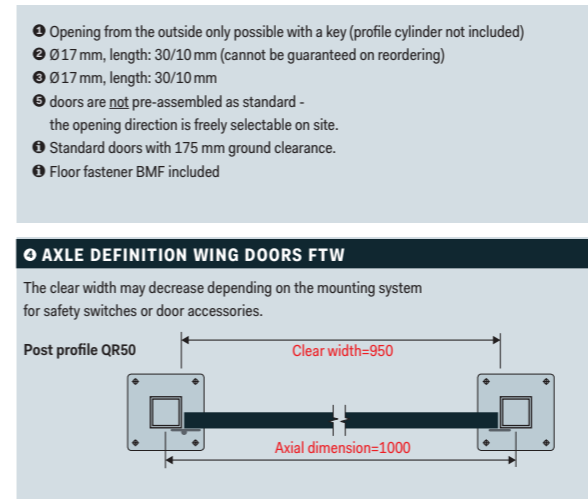 ❶ Opening from the outside only possible with a key (profile cylinder not included)
❷ Ø 17 mm, length: 30/10 mm (cannot be guaranteed on reordering)
❸ Ø 17 mm, length: 30/10 mm
❺ doors are not pre-assembled as standard -
the opening direction is freely selectable on site.
ℹ Standard doors with 175 mm ground clearance.
ℹ Floor fastener BMF included
❹ AXLE DEFINITION WING DOORS FTW
The clear width may decrease depending on the mounting system
for safety switches or door accessories.
Post profile QR50
Clear width=950
Axial dimension=1000